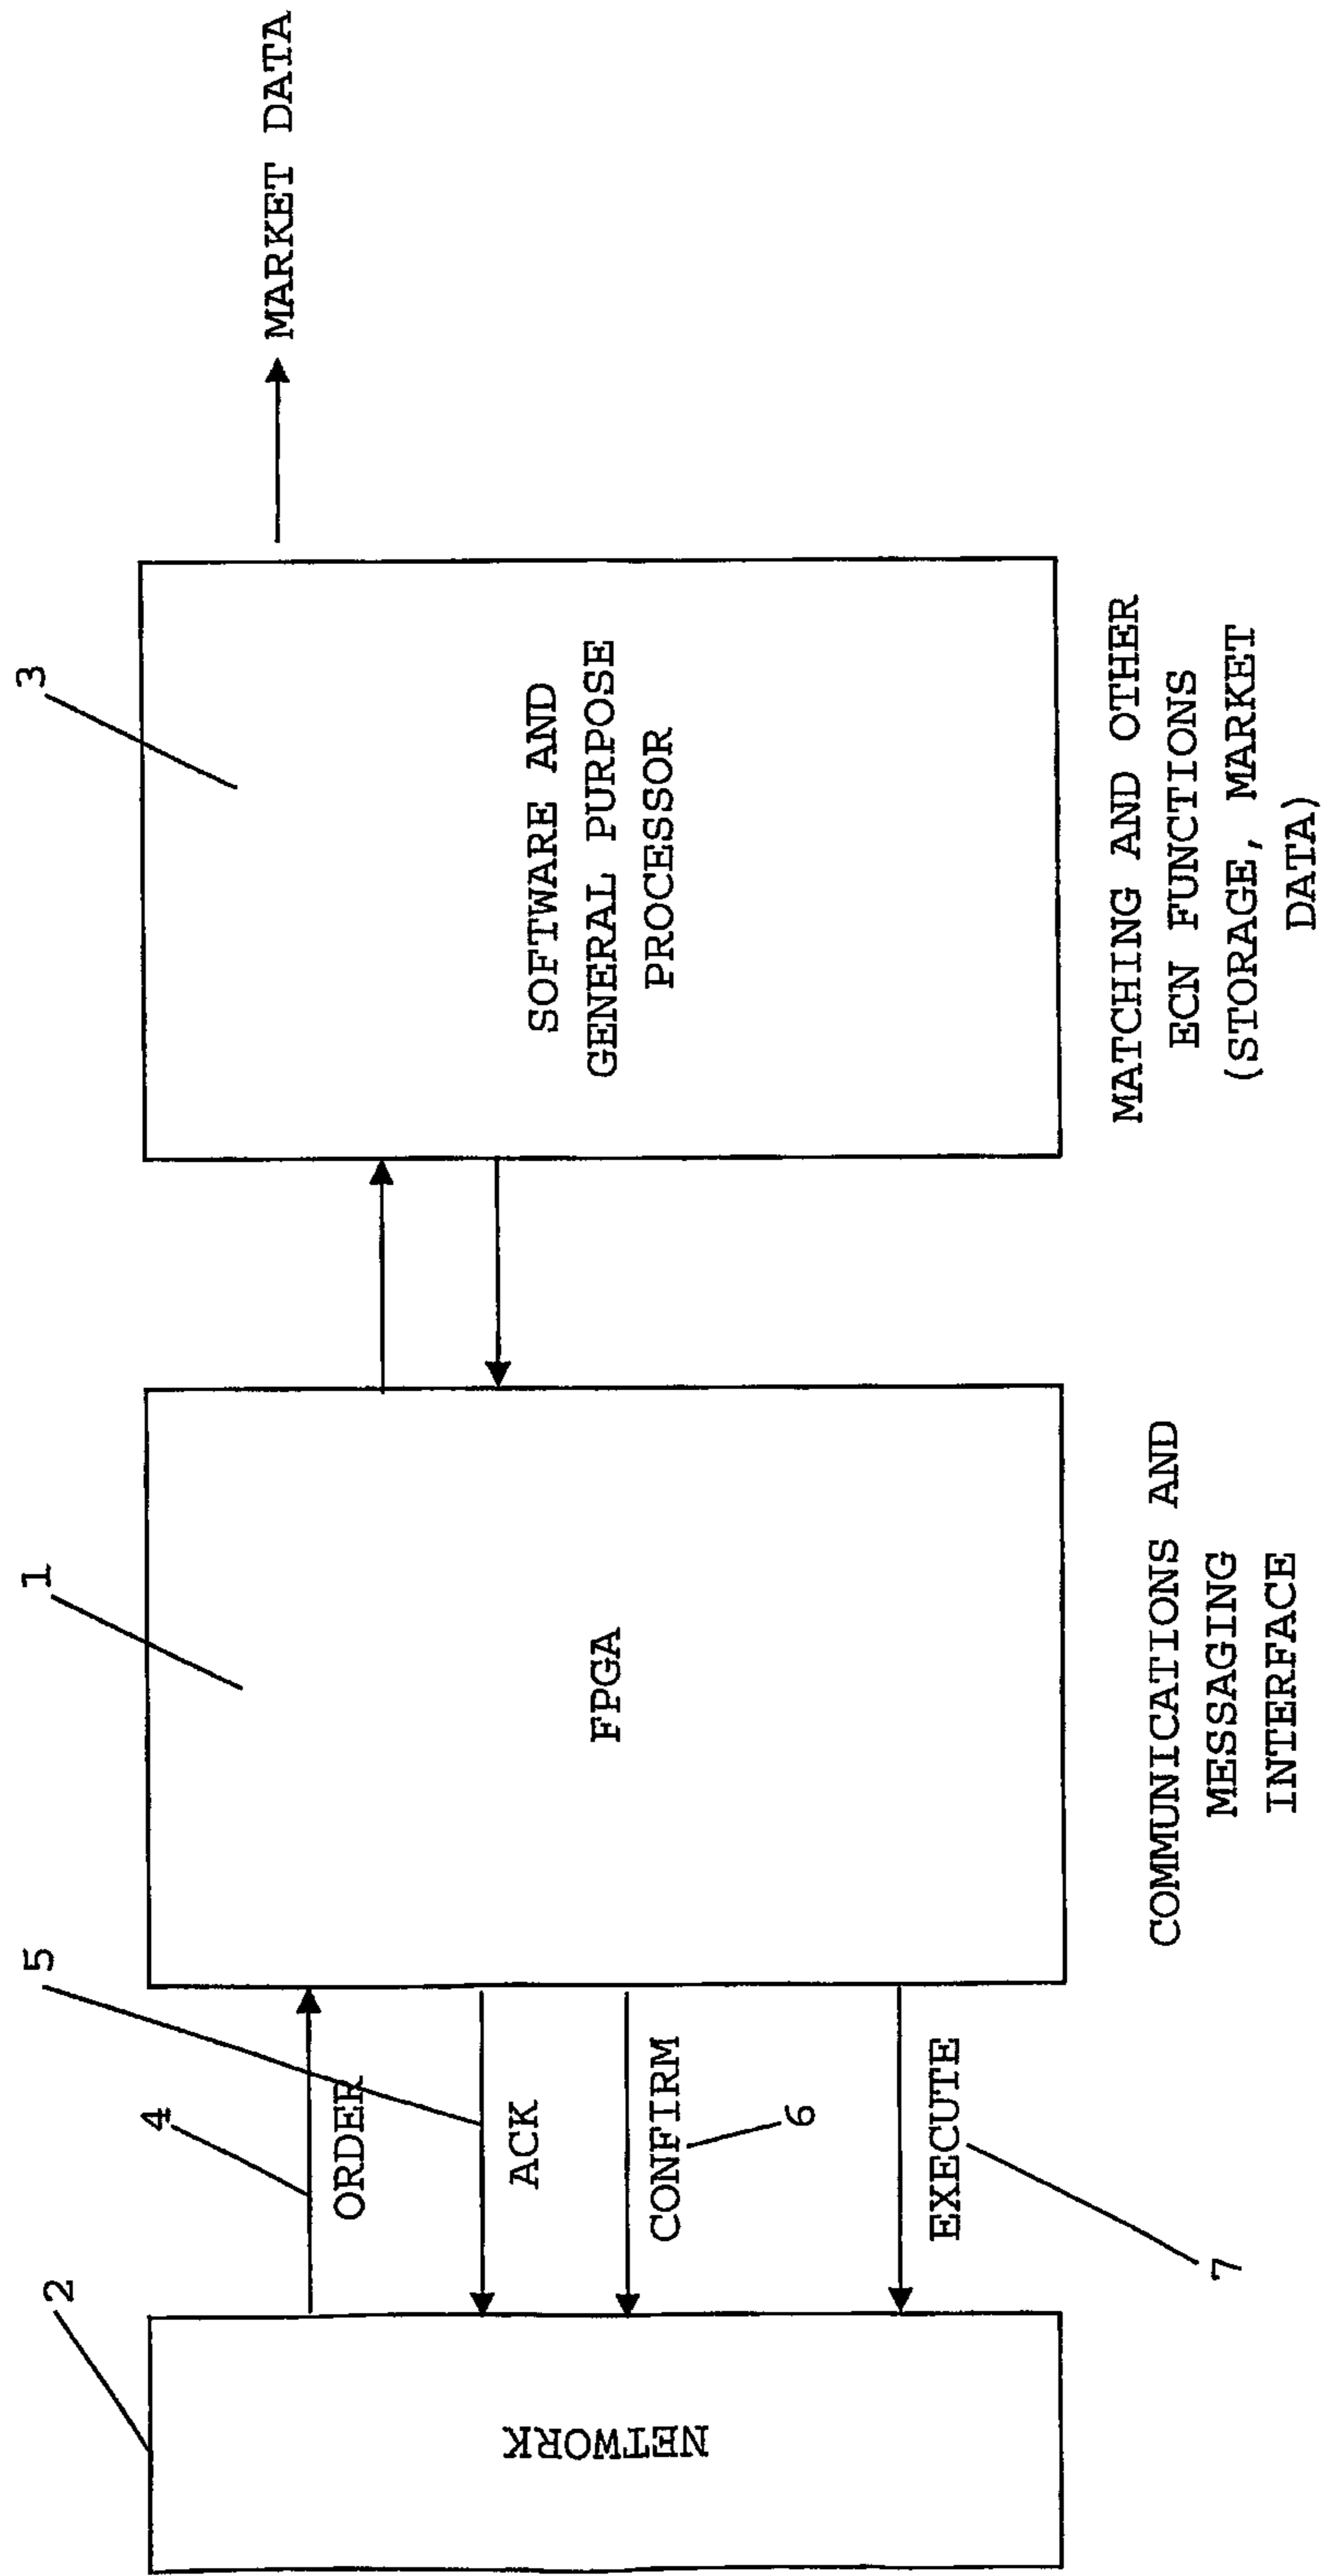 2
NETWORK
4
ORDER
5
ACK
CONFIRM
6
EXECUTE
7
1
FPGA
COMMUNICATIONS AND
MESSAGING
INTERFACE
3
SOFTWARE AND
GENERAL PURPOSE
PROCESSOR
MATCHING AND OTHER
ECN FUNCTIONS
(STORAGE, MARKET
DATA)
MARKET DATA